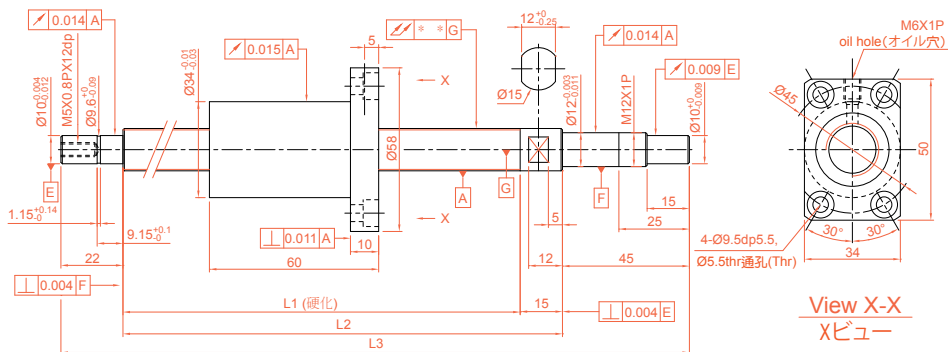 0.014 A
0.015 A
5
* * G
12 +0 -0.25
0.014 A
M6X1P
oil hole(オイル穴)
0.009 E
Ø10 -0.004 -0.012
M5X0.8PX12dp
Ø9.6 +0 -0.09
Ø34 -0.01 -0.03
X
Ø58
Ø15
Ø12 -0.003 -0.011
M12X1P
Ø10 +0 -0.009
Ø45
50
E
A
G
F
X
1.15 +0.14 -0
9.15 +0.1 -0
5
15
25
0.011 A
10
4-Ø9.5dp5.5,
Ø5.5thr通孔(Thr)
30° 30°
22
60
12
45
34
0.004 F
L1 (硬化)
15
0.004 E
L2
L3
View X-X
Xビュー